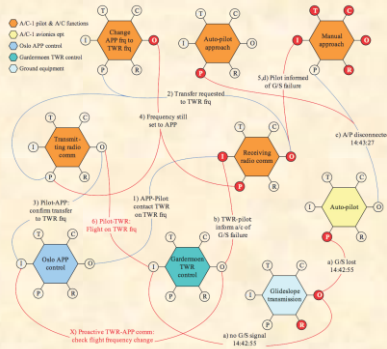 A/C-1 pilot & A/C functions
A/C-1 avionics apt
Oslo APP control
Gardermoen TWR control
Ground equipment
T
C
I
O
P
R
Change
APP frq to
TWR frq
T
C
I
O
P
R
Auto-pilot
approach
T
C
I
O
P
R
Manual
approach
2) Transfer requested
to TWR frq
5,d) Pilot informed
of G/S failure
4) Frequency still
set to APP
c) A/P disconnected
14:43:27
T
C
I
O
P
R
Transmit-
ting radio
comm
T
C
I
O
P
R
Receiving
radio comm
3) Pilot-APP:
confirm transfer
to TWR frq
1) APP-Pilot
contact TWR
on TWR frq
6) Pilot-TWR:
Flight on TWR frq
b) TWR-pilot
inform a/c of
G/S failure
T
C
I
O
P
R
Auto-pilot
T
C
I
O
P
R
Oslo APP
control
T
C
I
O
P
R
Gardermoen
TWR
control
a) G/S lost
14:42:55
T
C
I
O
P
R
Glideslope
transmission
X) Proactive TWR-APP comm:
check flight frequency change
a) no G/S signal
14:42:55